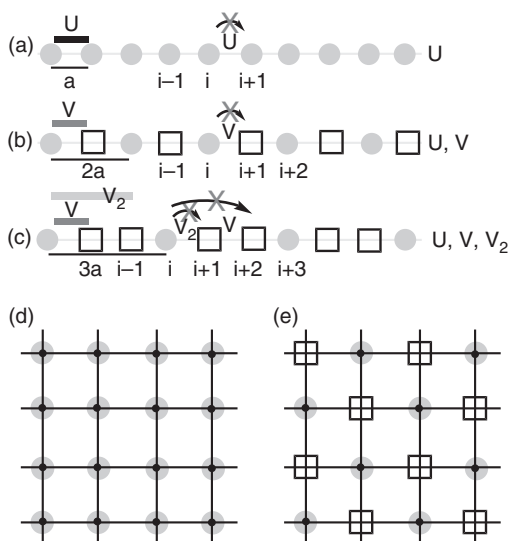 U
(a) U U
a i−1 i i+1
V
(b) V U, V
2a i−1 i i+1 i+2
V₂
V
(c) V₂ V U, V, V₂
3a i−1 i i+1 i+2 i+3
(d) (e)